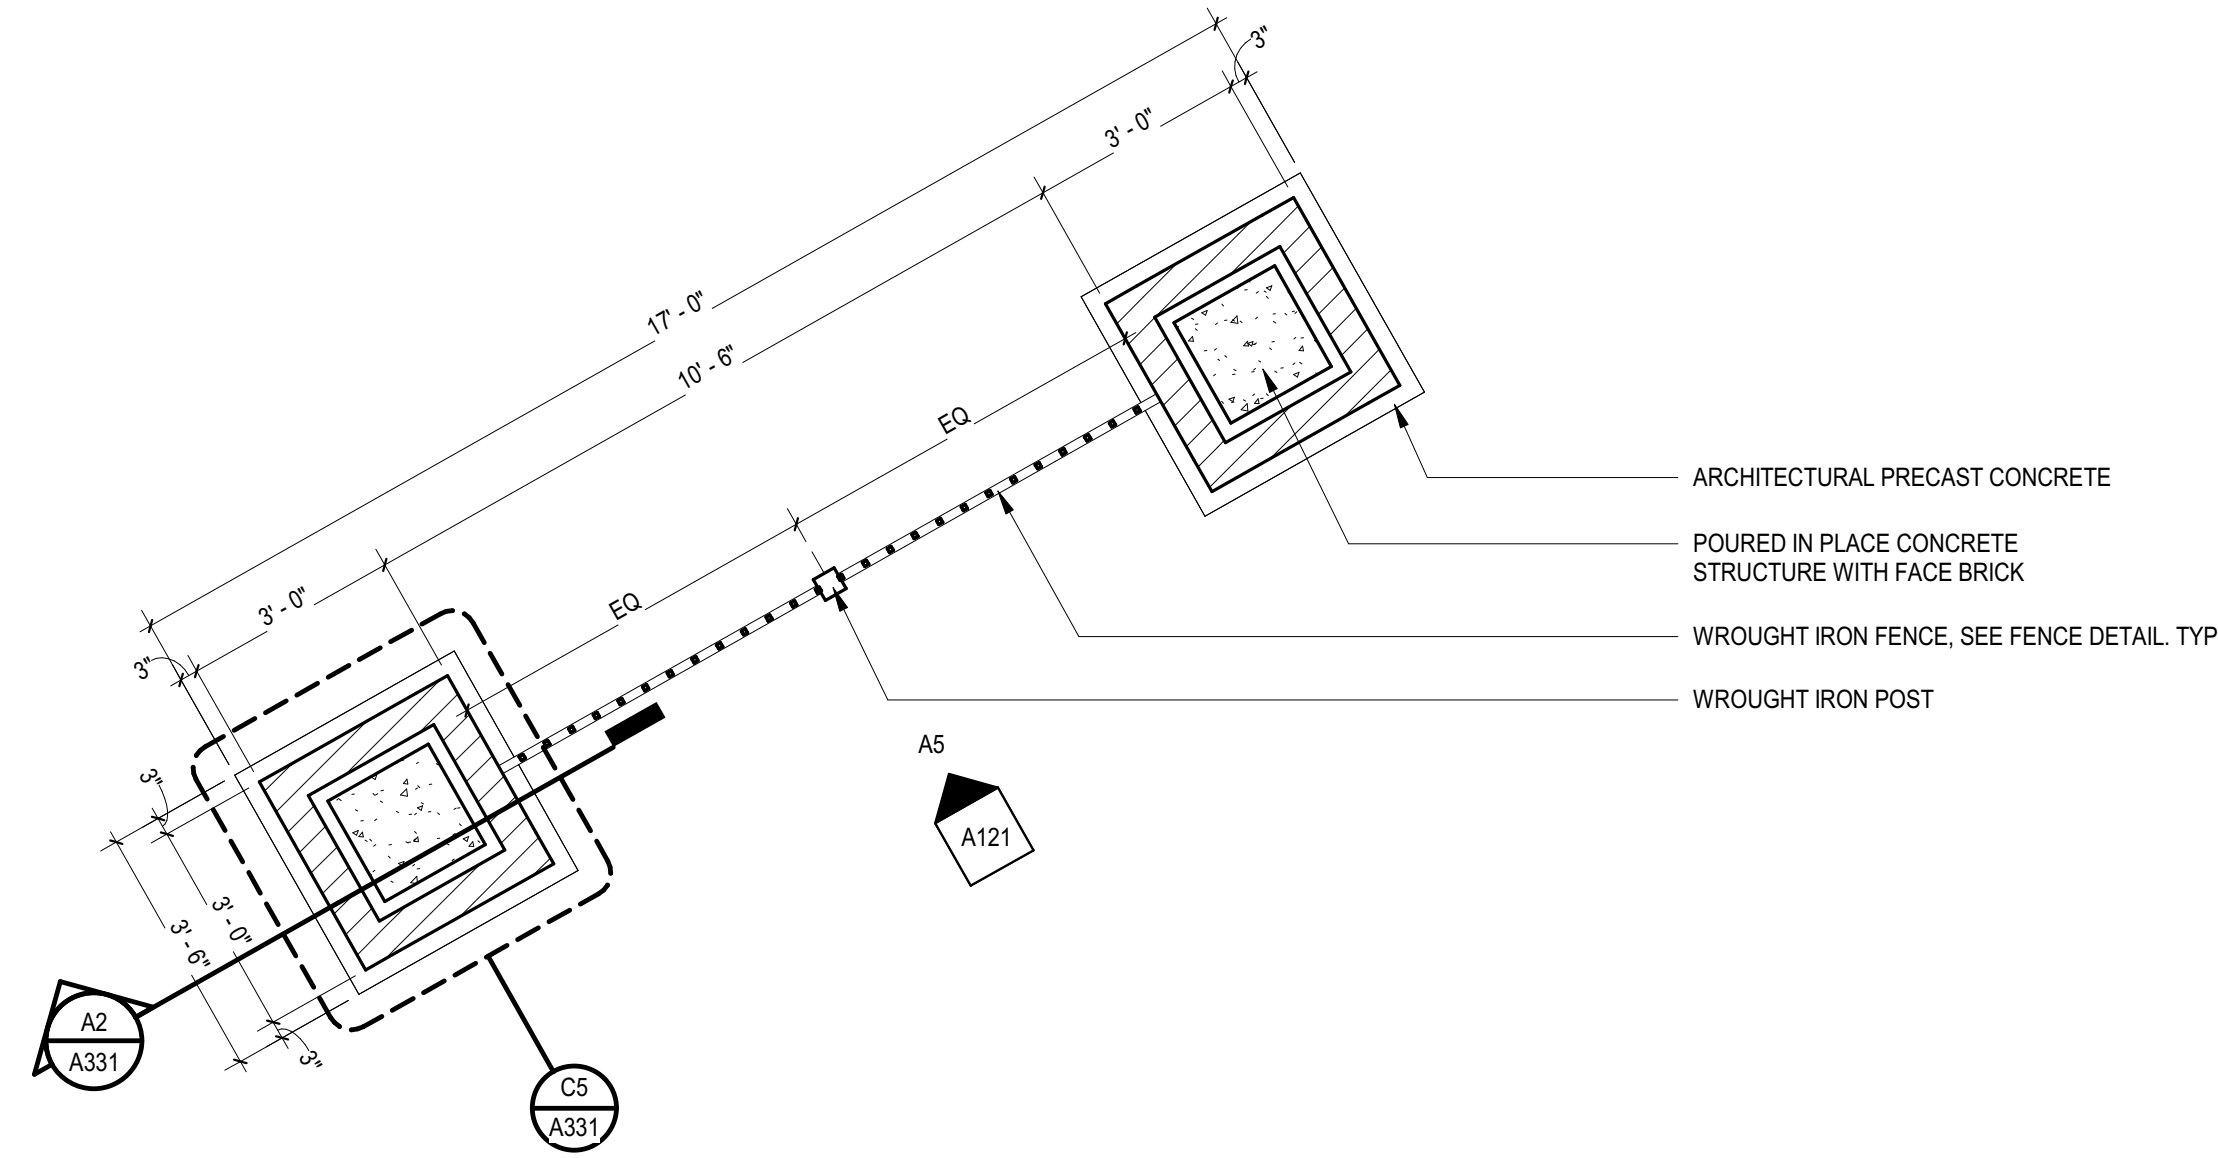 3"
3' - 0"
17' - 0"
10' - 6"
EQ
ARCHITECTURAL PRECAST CONCRETE
POURED IN PLACE CONCRETE
STRUCTURE WITH FACE BRICK
3' - 0"
EQ
WROUGHT IRON FENCE, SEE FENCE DETAIL. TYP
3"
WROUGHT IRON POST
A5
3"
A121
3' - 0"
3' - 6"
A2
A331
3"
C5
A331